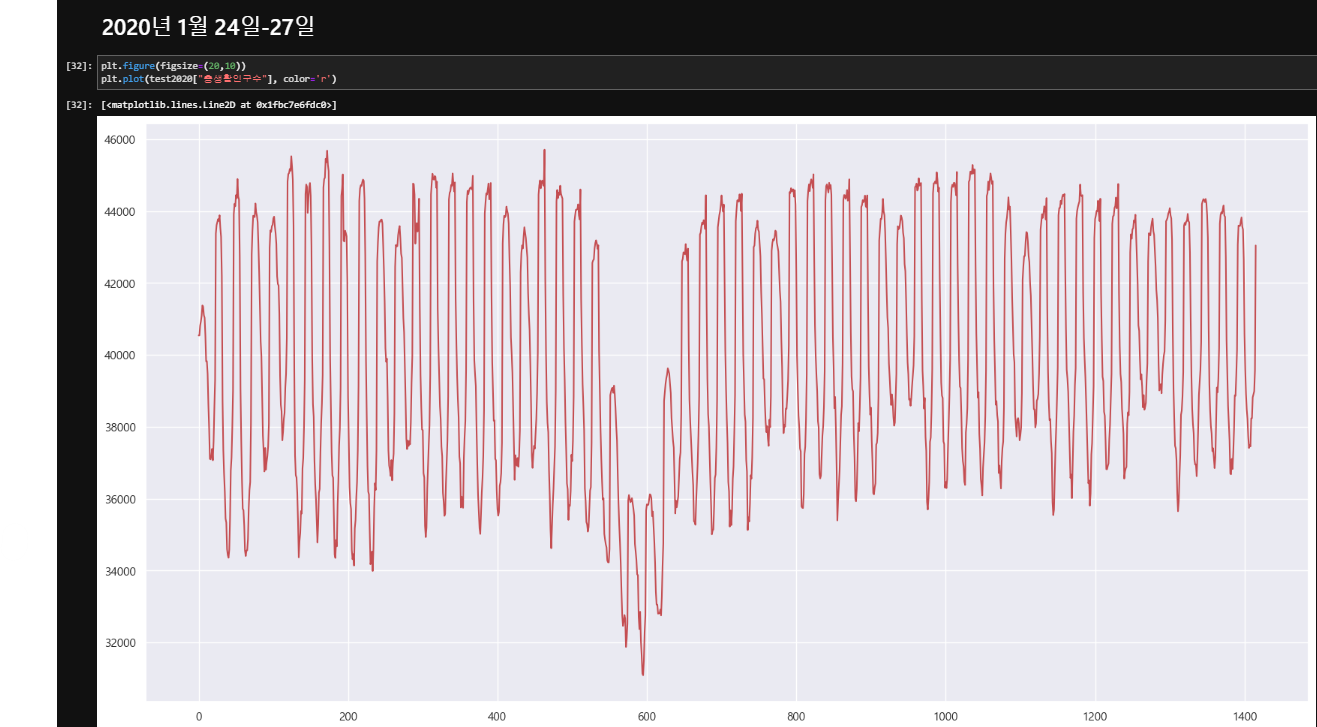 2020년 1월 24일-27일
[32]: plt.figure(figsize=(20,10))
plt.plot(test2020["총생활인구수"], color='r')
[32]: [<matplotlib.lines.Line2D at 0x1fbc7e6fdc0>]
46000
44000
42000
40000
38000
36000
34000
32000
0 200 400 600 800 1000 1200 1400